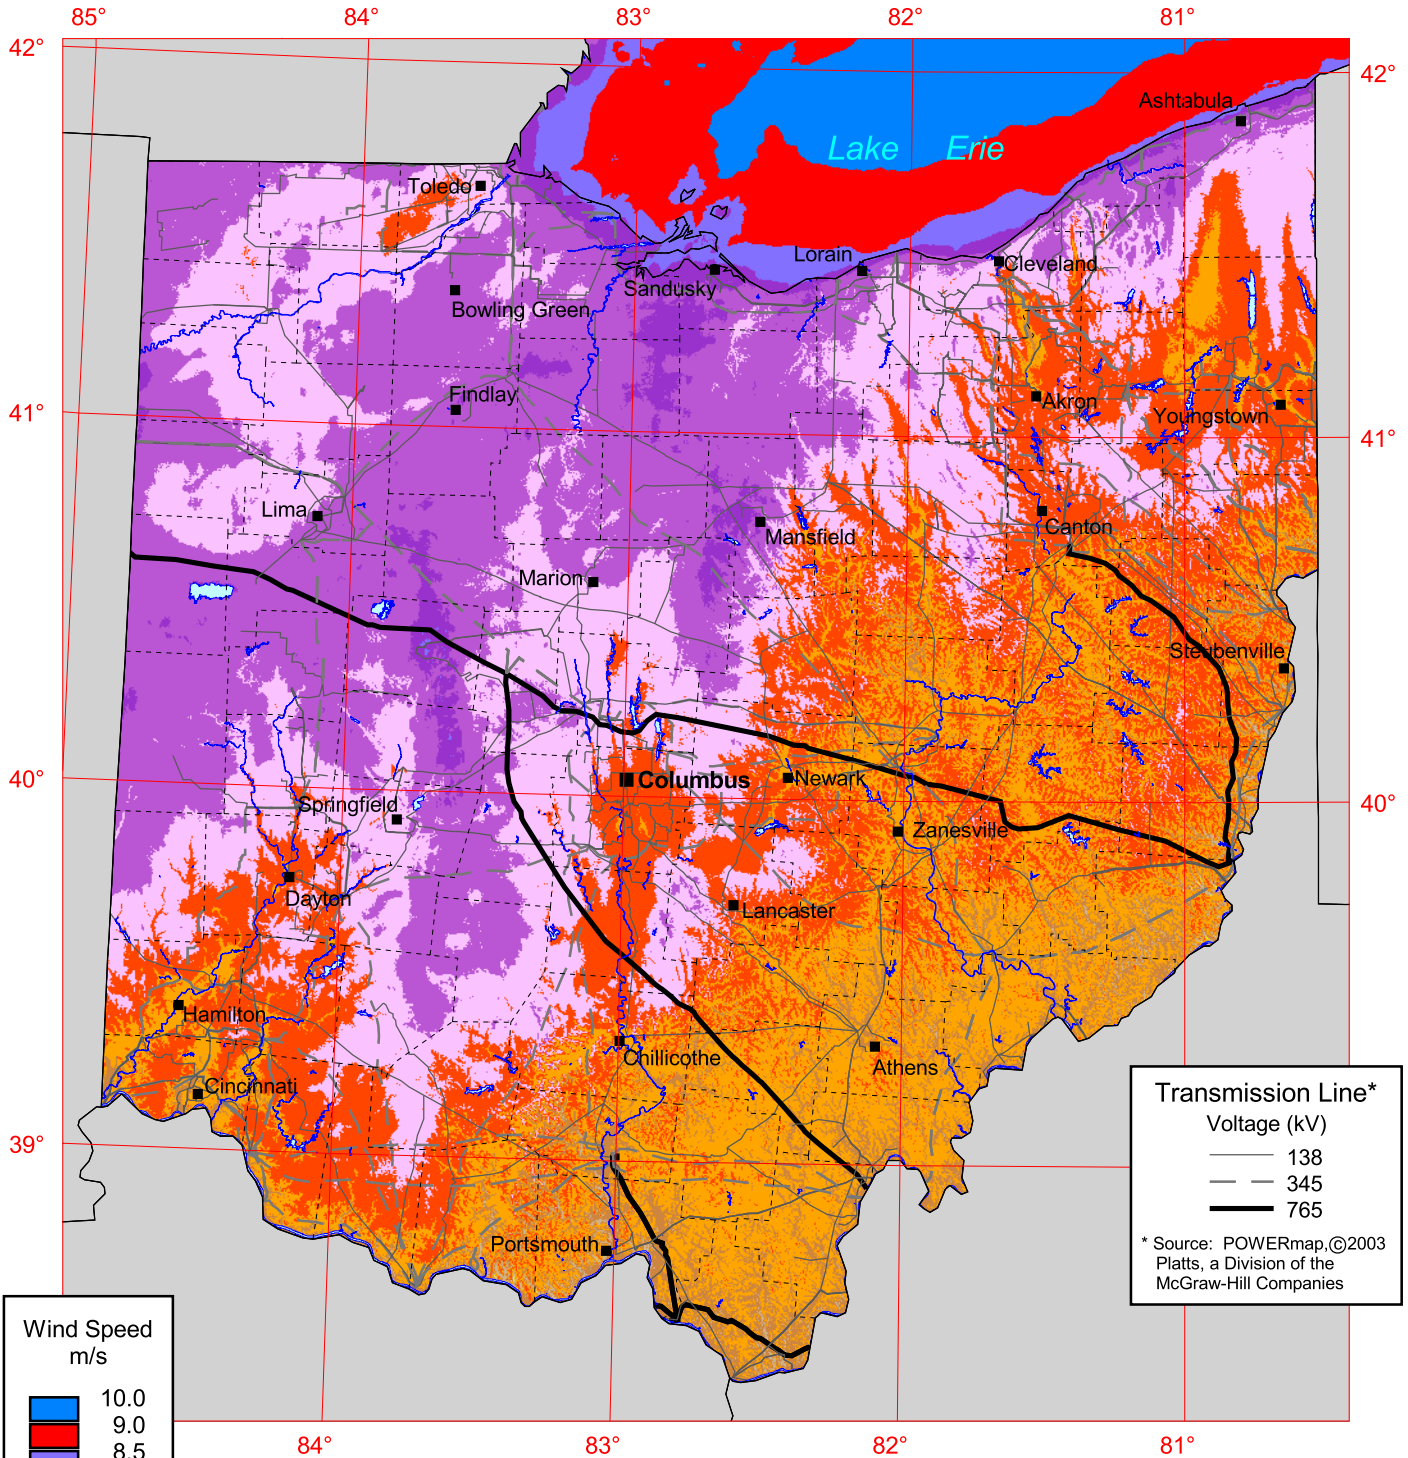 85° 84° 83° 82° 81°
42° 42°
Ashtabula
Lake Erie
Toledo
Lorain
Cleveland
Sandusky
Bowling Green
Findlay
Akron
41° Youngstown 41°
Lima
Mansfield
Canton
Marion
Steubenville
40° Columbus Newark 40°
Springfield
Zanesville
Dayton
Lancaster
Hamilton
Chillicothe
Athens
Cincinnati
39°
Portsmouth
Transmission Line*
Voltage (kV)
138
345
765
* Source: POWERmap,©2003
Platts, a Division of the
McGraw-Hill Companies
Wind Speed
m/s
10.0
9.0
8.5
84° 83° 82° 81°